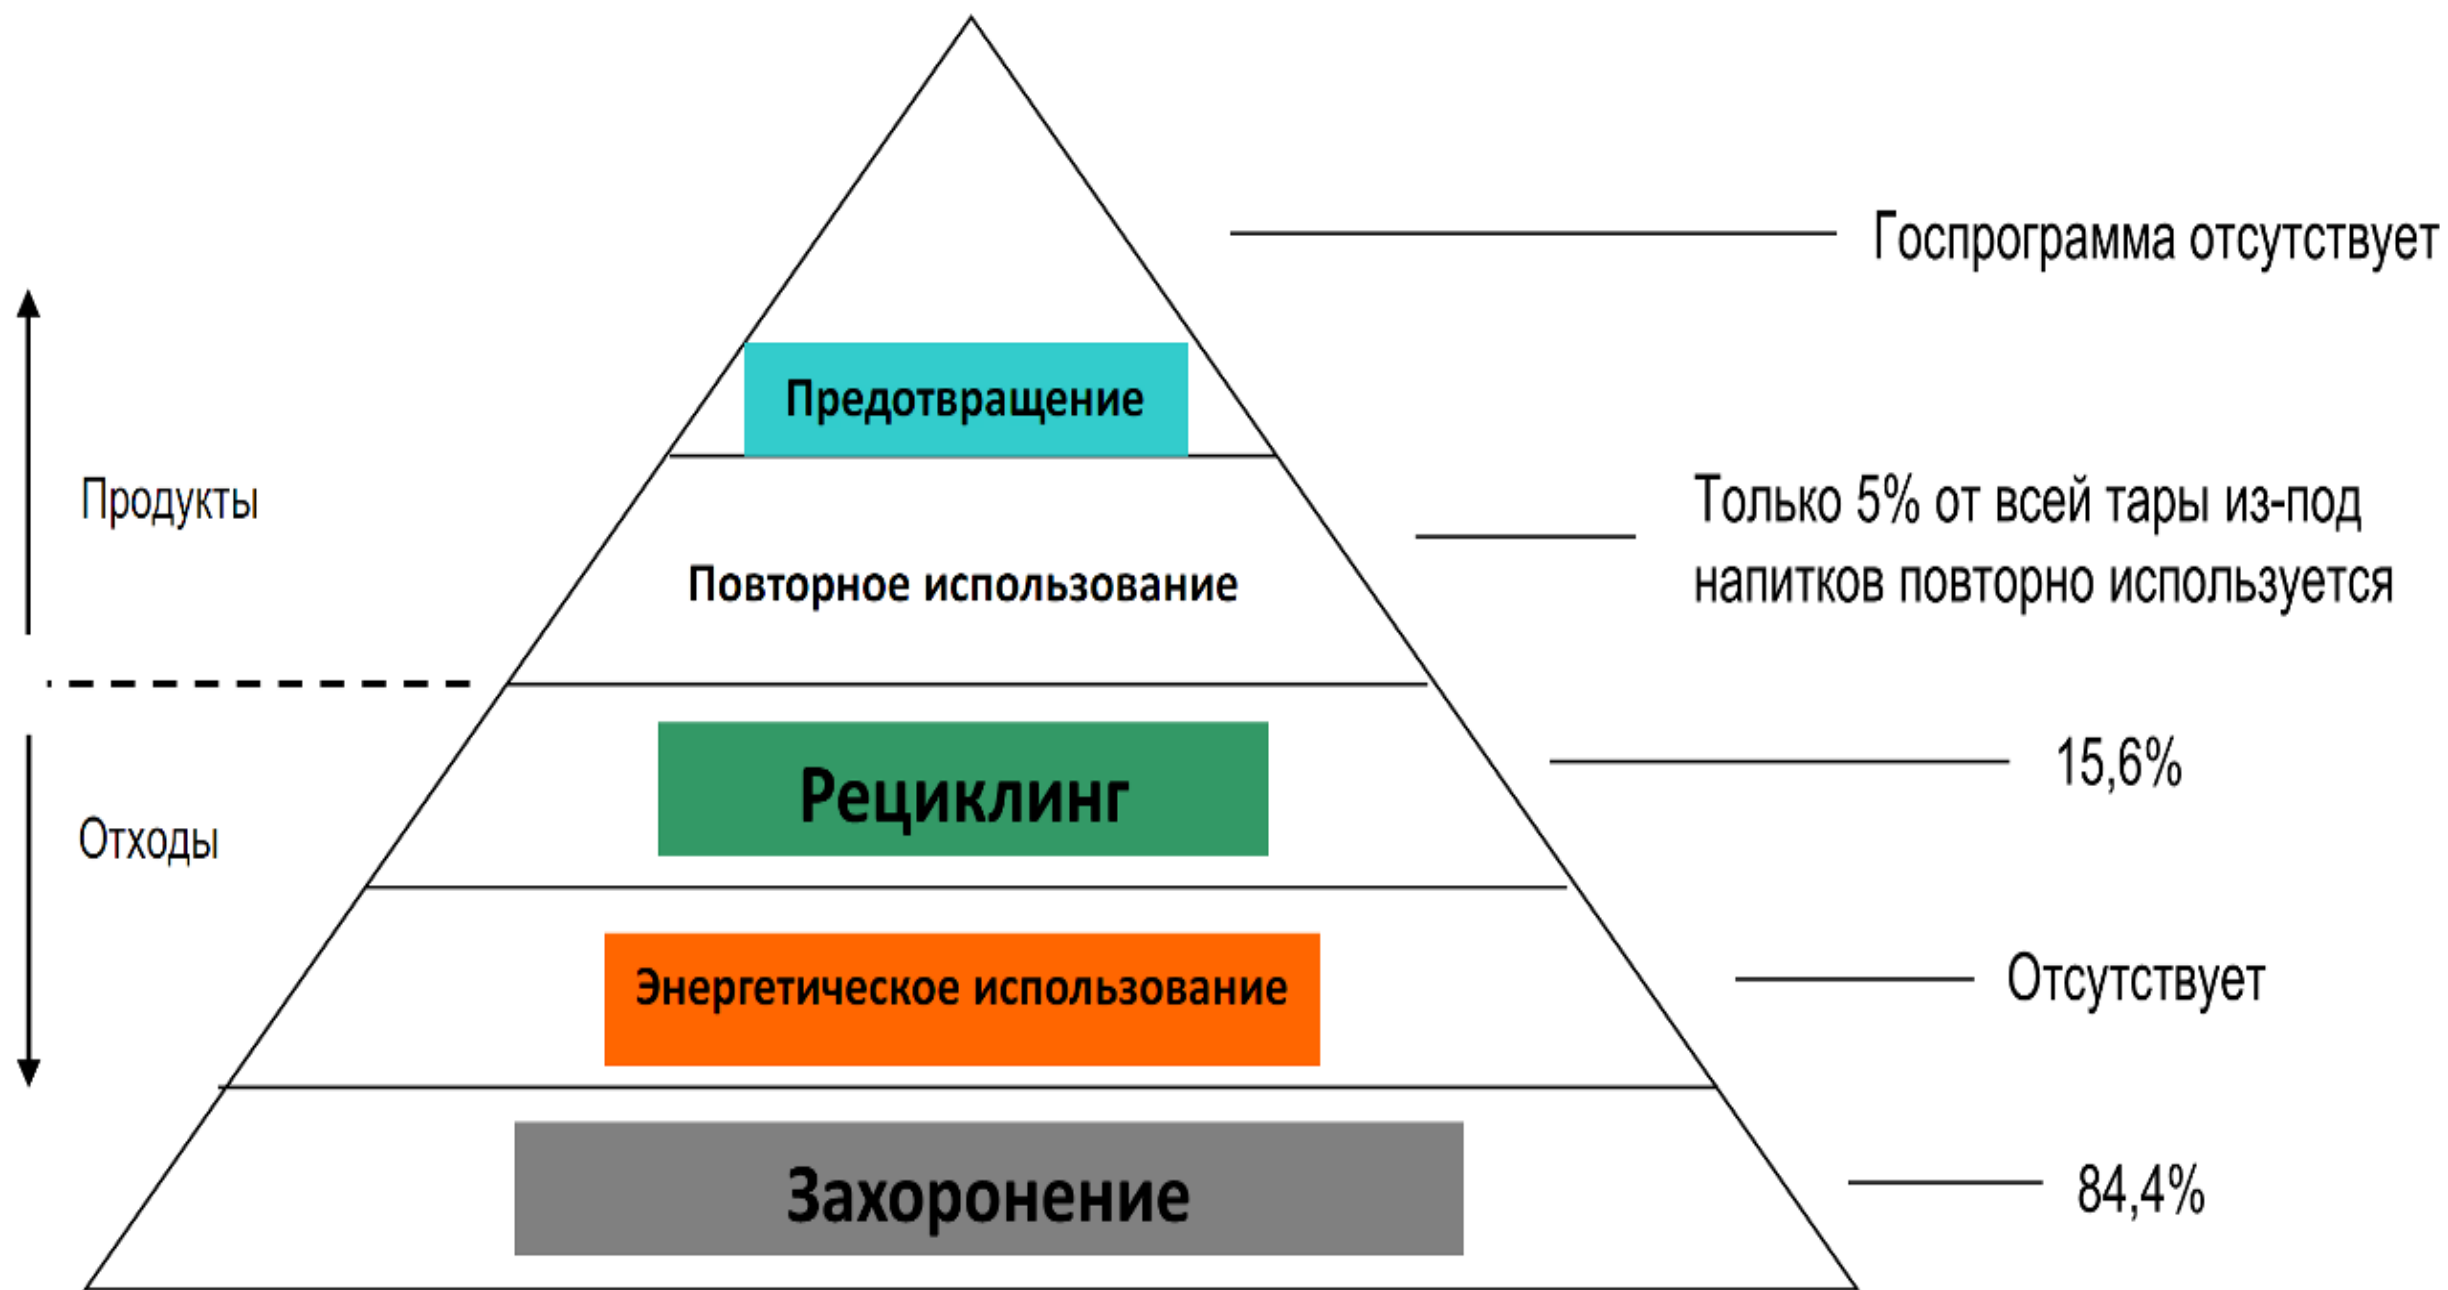 Госпрограмма отсутствует
Предотвращение
Продукты
Только 5% от всей тары из-под
напитков повторно используется
Повторное использование
Рециклинг
15,6%
Отходы
Энергетическое использование
Отсутствует
Захоронение
84,4%